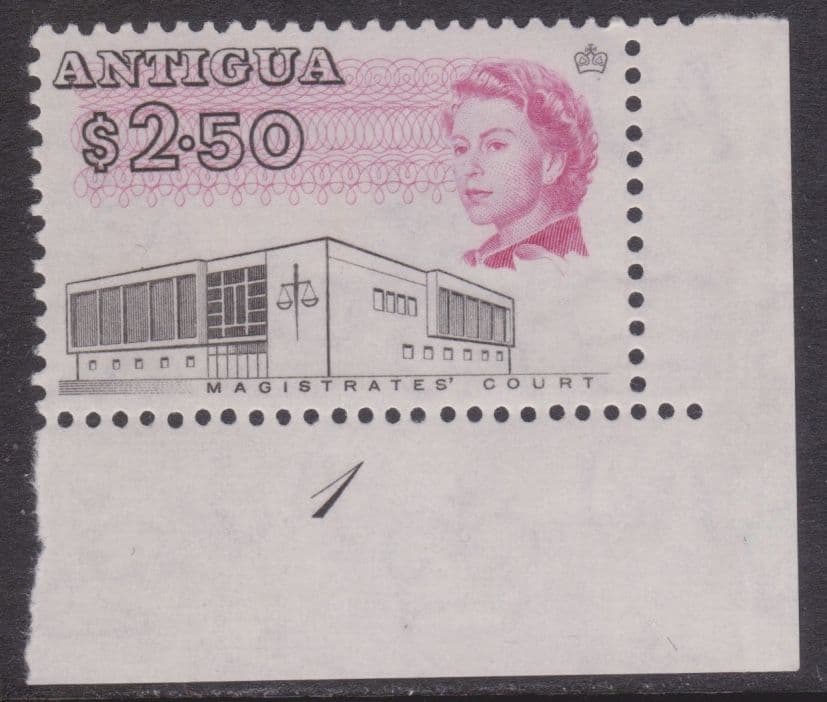 ANTIGUA
$2·50
MAGISTRATES' COURT
1